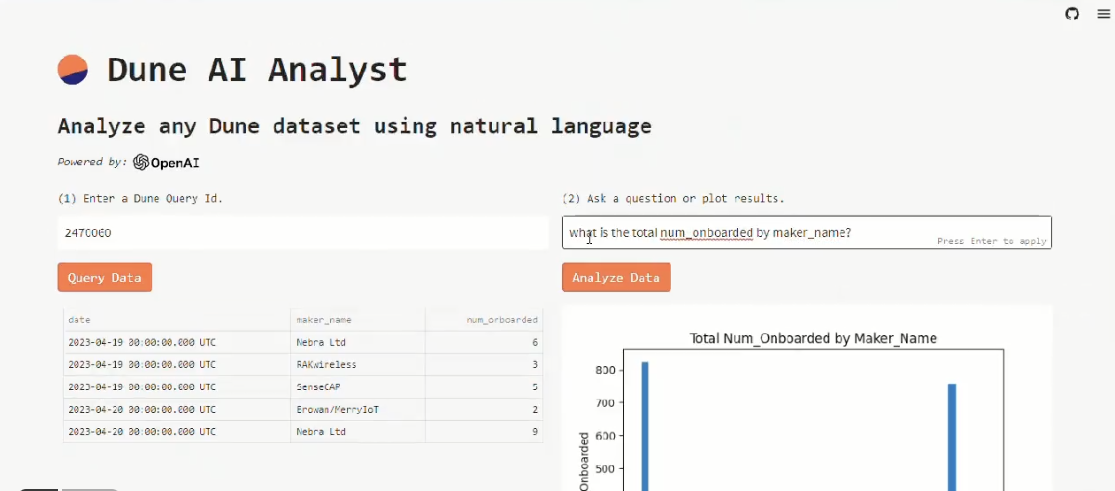 Dune AI Analyst
Analyze any Dune dataset using natural language
Powered by: OpenAI
(1) Enter a Dune Query Id.
2470060
Query Data
date maker_name num_onboarded
2023-04-19 00:00:00.000 UTC Nebra Ltd 6
2023-04-19 00:00:00.000 UTC RAKwireless 3
2023-04-19 00:00:00.000 UTC SenseCAP 5
2023-04-20 00:00:00.000 UTC Browan/MerryIoT 2
2023-04-20 00:00:00.000 UTC Nebra Ltd 9
(2) Ask a question or plot results.
what is the total num_onboarded by maker_name?
Press Enter to apply
Analyze Data
Total Num_Onboarded by Maker_Name
800
700
600
500
Onboarded